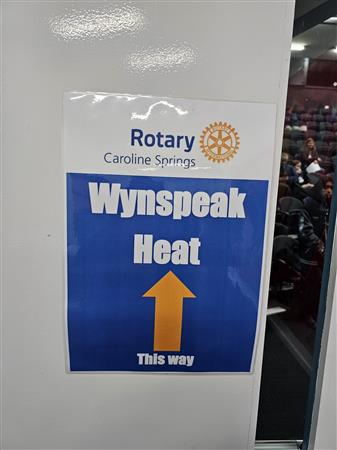 Rotary
Caroline Springs
Wynspeak
Heat
This way